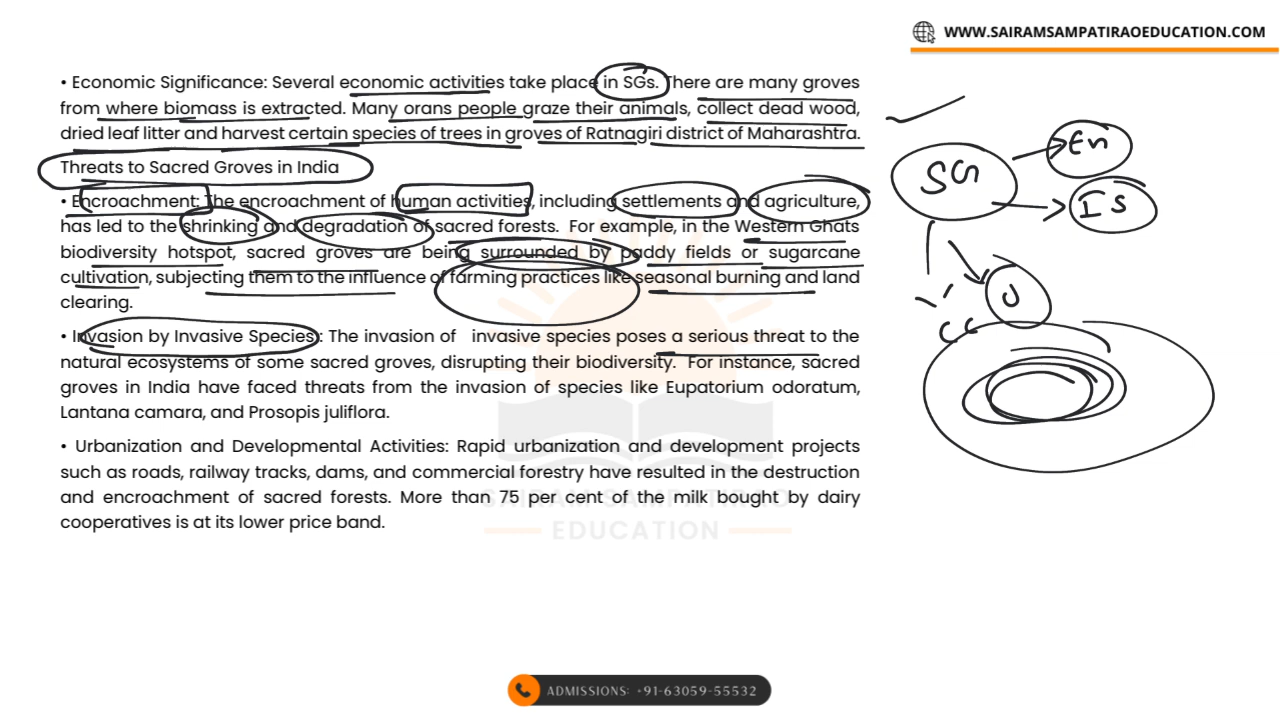 WWW.SAIRAMSAMPATIRAOEDUCATION.COM
• Economic Significance: Several economic activities take place in SGs. There are many groves
from where biomass is extracted. Many orans people graze their animals, collect dead wood,
dried leaf litter and harvest certain species of trees in groves of Ratnagiri district of Maharashtra.
Threats to Sacred Groves in India
• Encroachment: The encroachment of human activities, including settlements and agriculture,
has led to the shrinking and degradation of sacred forests. For example, in the Western Ghats
biodiversity hotspot, sacred groves are being surrounded by paddy fields or sugarcane
cultivation, subjecting them to the influence of farming practices like seasonal burning and land
clearing.
• Invasion by Invasive Species: The invasion of invasive species poses a serious threat to the
natural ecosystems of some sacred groves, disrupting their biodiversity. For instance, sacred
groves in India have faced threats from the invasion of species like Eupatorium odoratum,
Lantana camara, and Prosopis juliflora.
• Urbanization and Developmental Activities: Rapid urbanization and development projects
such as roads, railway tracks, dams, and commercial forestry have resulted in the destruction
and encroachment of sacred forests. More than 75 per cent of the milk bought by dairy
cooperatives is at its lower price band.
SG
En
IS
U
CC
SAIRAM SAMPATIRAO
EDUCATION
ADMISSIONS: +91-63059-55532